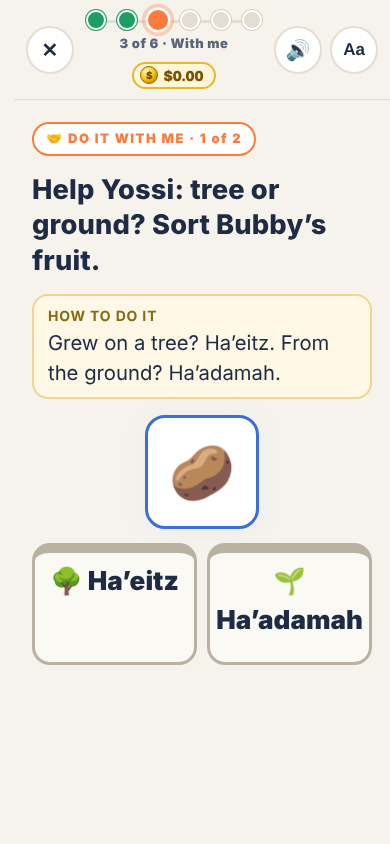 3 of 6 · With me
$ $0.00
Aa
DO IT WITH ME · 1 of 2
Help Yossi: tree or
ground? Sort Bubby’s
fruit.
HOW TO DO IT
Grew on a tree? Ha’eitz. From
the ground? Ha’adamah.
Ha’eitz
Ha’adamah